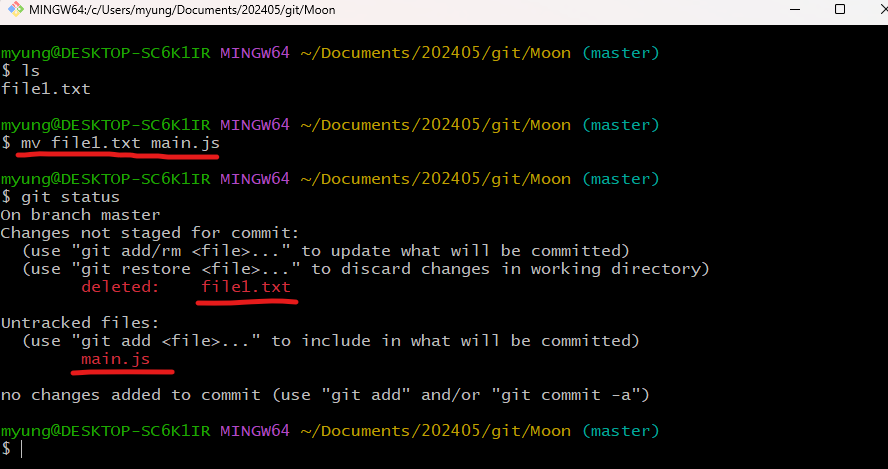 MINGW64:/c/Users/myung/Documents/202405/git/Moon
myung@DESKTOP-SC6K1IR MINGW64 ~/Documents/202405/git/Moon (master)
$ ls
file1.txt
myung@DESKTOP-SC6K1IR MINGW64 ~/Documents/202405/git/Moon (master)
$ mv file1.txt main.js
myung@DESKTOP-SC6K1IR MINGW64 ~/Documents/202405/git/Moon (master)
$ git status
On branch master
Changes not staged for commit:
  (use "git add/rm <file>..." to update what will be committed)
  (use "git restore <file>..." to discard changes in working directory)
        deleted:    file1.txt
Untracked files:
  (use "git add <file>..." to include in what will be committed)
        main.js
no changes added to commit (use "git add" and/or "git commit -a")
myung@DESKTOP-SC6K1IR MINGW64 ~/Documents/202405/git/Moon (master)
$